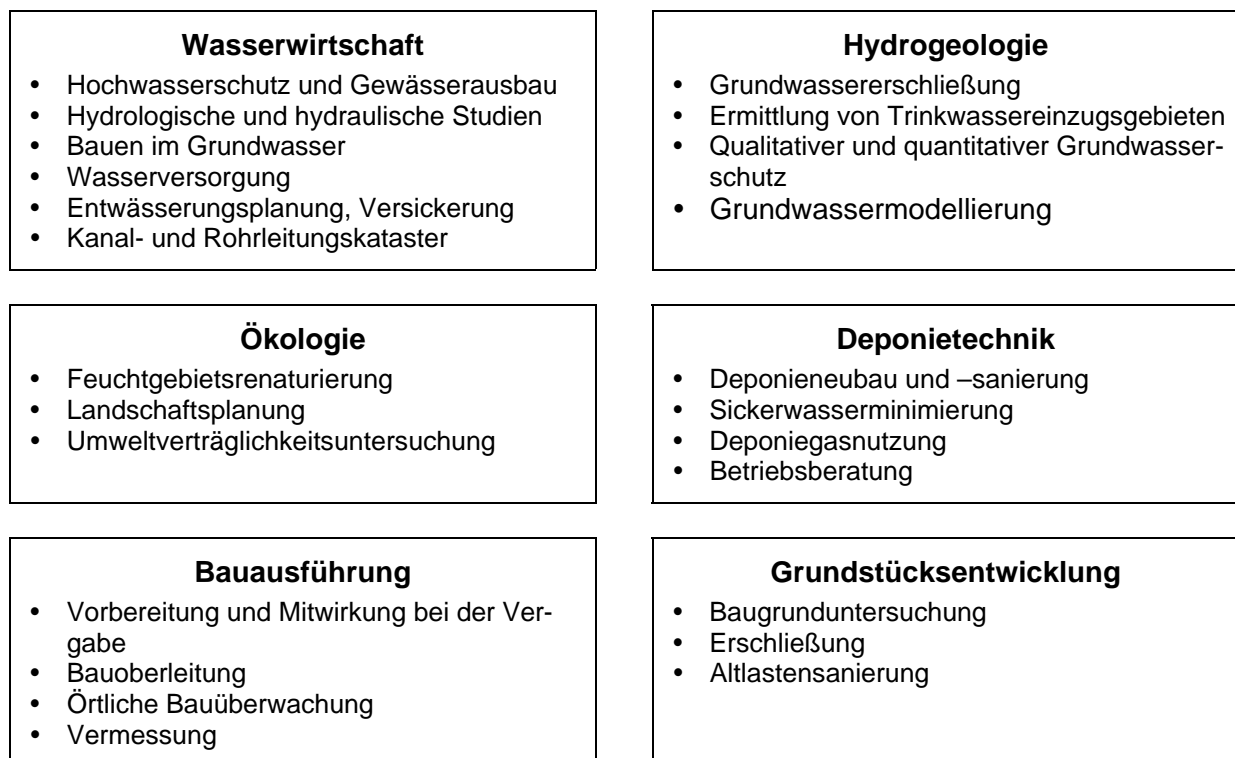 Wasserwirtschaft
• Hochwasserschutz und Gewässerausbau
• Hydrologische und hydraulische Studien
• Bauen im Grundwasser
• Wasserversorgung
• Entwässerungsplanung, Versickerung
• Kanal- und Rohrleitungskataster
Hydrogeologie
• Grundwassererschließung
• Ermittlung von Trinkwassereinzugsgebieten
• Qualitativer und quantitativer Grundwasser-
schutz
• Grundwassermodellierung
Ökologie
• Feuchtgebietsrenaturierung
• Landschaftsplanung
• Umweltverträglichkeitsuntersuchung
Deponietechnik
• Deponieneubau und –sanierung
• Sickerwasserminimierung
• Deponiegasnutzung
• Betriebsberatung
Bauausführung
• Vorbereitung und Mitwirkung bei der Ver-
gabe
• Bauoberleitung
• Örtliche Bauüberwachung
• Vermessung
Grundstücksentwicklung
• Baugrunduntersuchung
• Erschließung
• Altlastensanierung